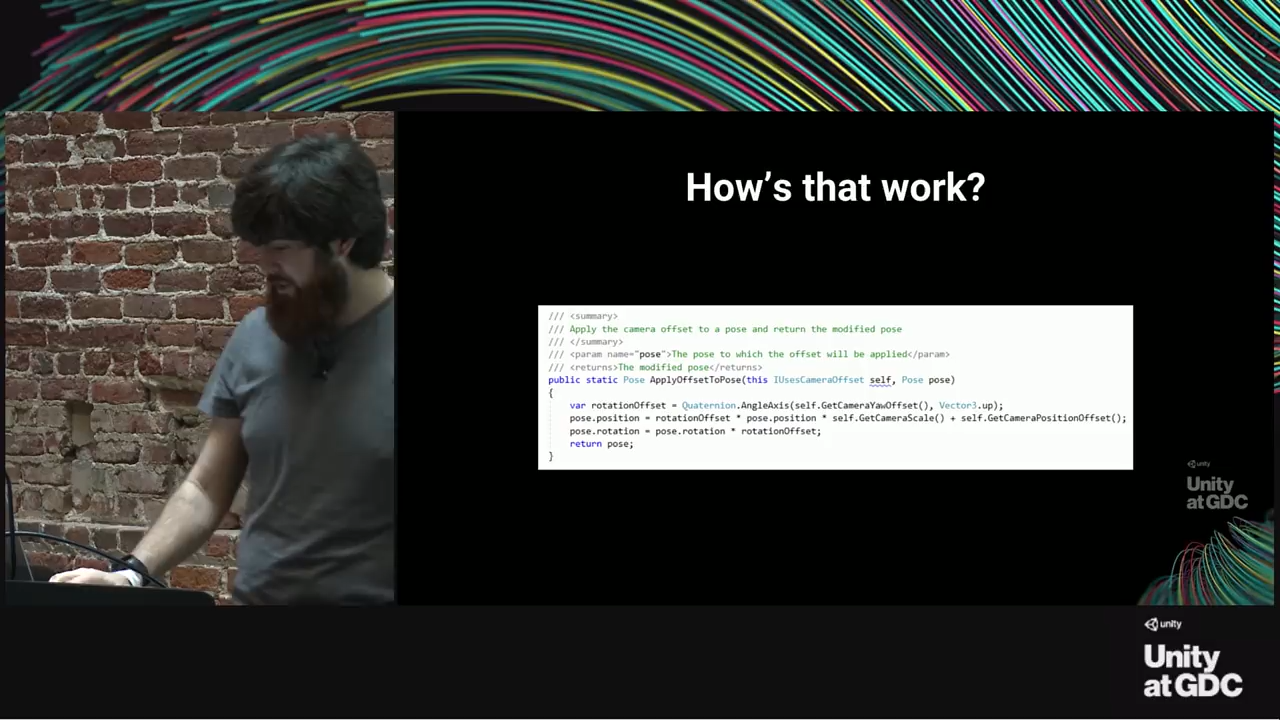 How's that work?
/// <summary>
/// Apply the camera offset to a pose and return the modified pose
/// </summary>
/// <param name="pose">The pose to which the offset will be applied</param>
/// <returns>The modified pose</returns>
public static Pose ApplyOffsetToPose(this IUsesCameraOffset self, Pose pose)
{
var rotationOffset = Quaternion.AngleAxis(self.GetCameraYawOffset(), Vector3.up);
pose.position = rotationOffset * pose.position * self.GetCameraScale() + self.GetCameraPositionOffset();
pose.rotation = pose.rotation * rotationOffset;
return pose;
}
unity
Unity
at GDC
unity
Unity
at GDC